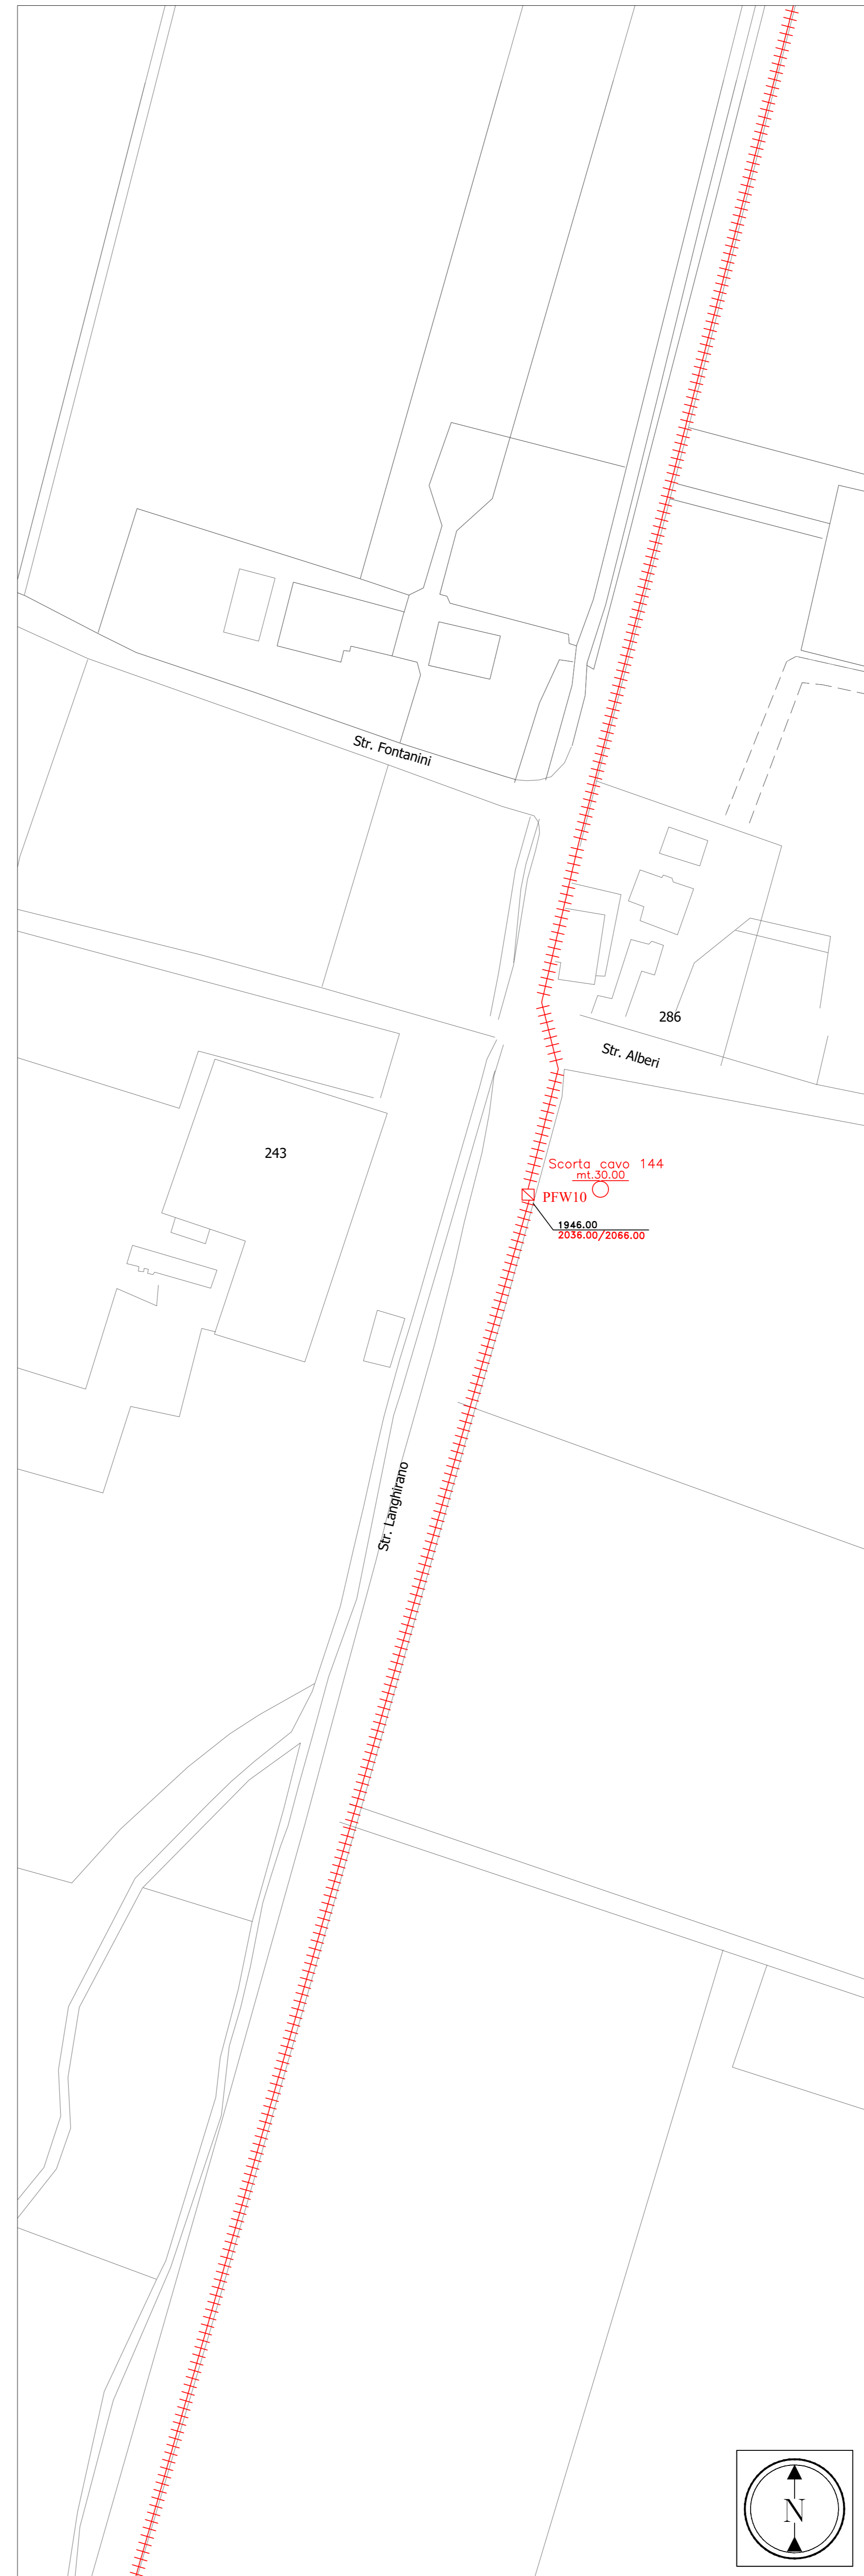 Str. Fontanini
286
Str. Alberi
243
Scorta cavo 144
mt.30.00
PFW10
1946.00
2036.00/2066.00
Str. Langhirano
N